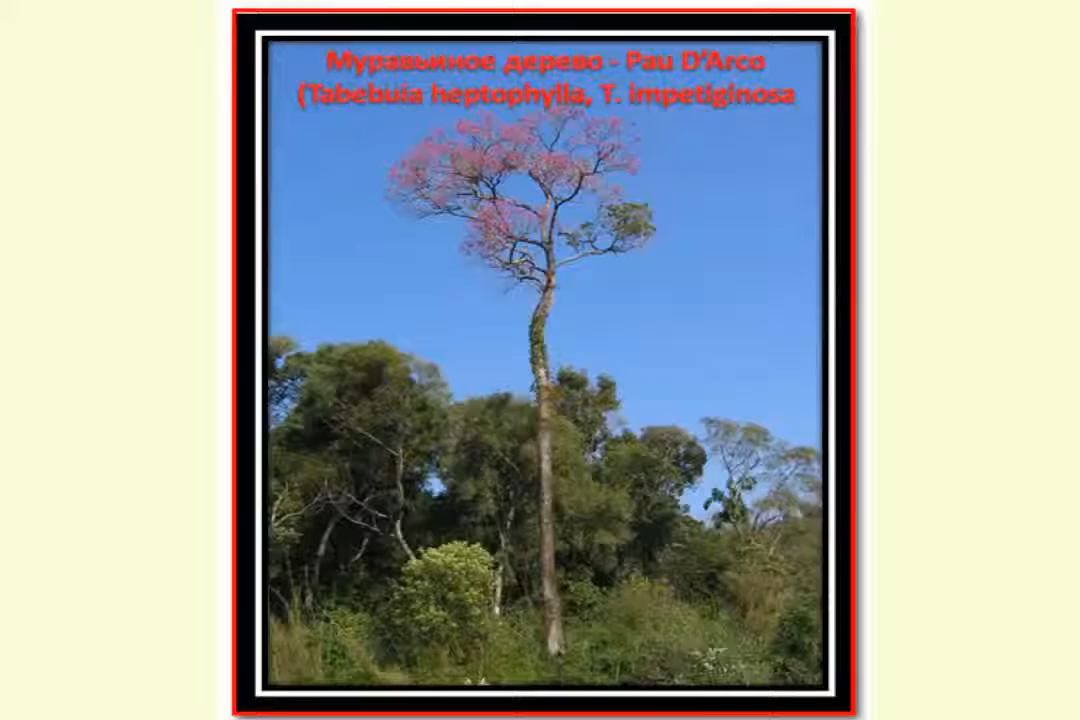 Муравьиное дерево - Pau D'Arco
(Tabebuia heptophylla, T. impetiginosa